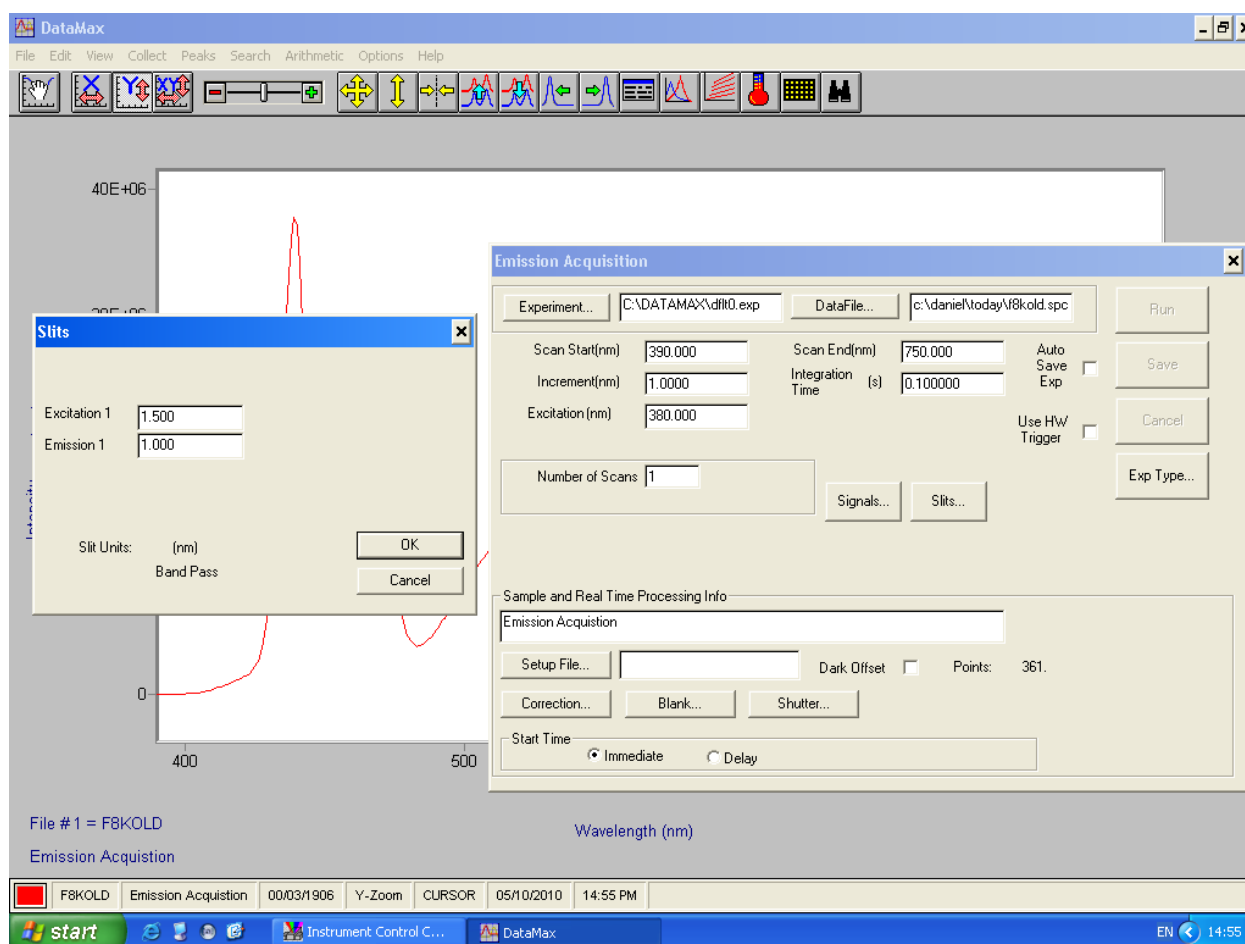 DataMax
File Edit View Collect Peaks Search Arithmetic Options Help
X Y XY
40E+06
Emission Acquisition
Experiment... C:\DATAMAX\dflt0.exp DataFile... c:\daniel\today\f8kold.spc Run
Slits
Scan Start(nm) 390.000 Scan End(nm) 750.000 Auto Save Exp Save
Increment(nm) 1.0000 Integration Time (s) 0.100000
Excitation (nm) 380.000 Use HW Trigger Cancel
Excitation 1 1.500
Emission 1 1.000
Number of Scans 1 Exp Type...
Signals... Slits...
Slit Units: (nm) OK
Band Pass Cancel
Sample and Real Time Processing Info
Emission Acquistion
Setup File... Dark Offset Points: 361.
0
Correction... Blank... Shutter...
Start Time
Immediate Delay
400 500
File # 1 = F8KOLD
Wavelength (nm)
Emission Acquistion
F8KOLD Emission Acquistion 00/03/1906 Y-Zoom CURSOR 05/10/2010 14:55 PM
start Instrument Control C... DataMax EN 14:55